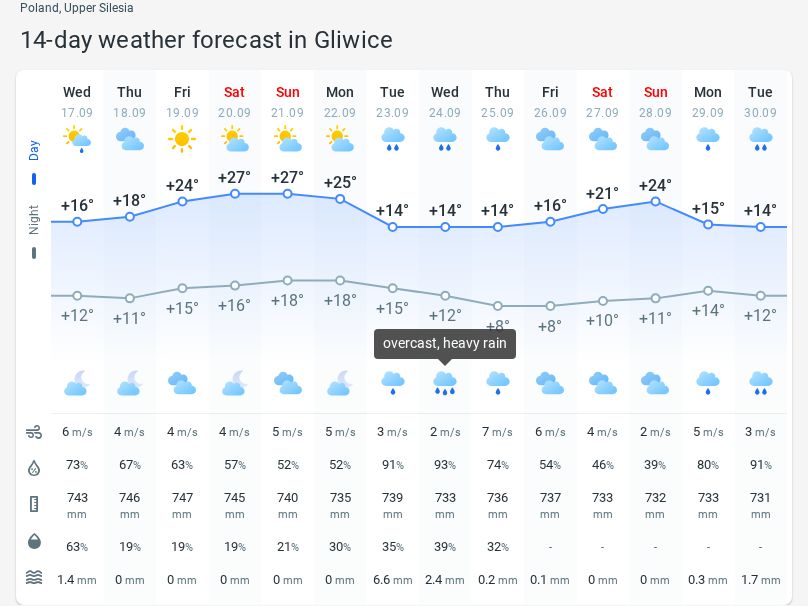 Poland, Upper Silesia
14-day weather forecast in Gliwice
Wed Thu Fri Sat Sun Mon Tue Wed Thu Fri Sat Sun Mon Tue
17.09 18.09 19.09 20.09 21.09 22.09 23.09 24.09 25.09 26.09 27.09 28.09 29.09 30.09
Day
+16° +18° +24° +27° +27° +25° +14° +14° +14° +16° +21° +24° +15° +14°
Night
+12° +11° +15° +16° +18° +18° +15° +12° +8° +8° +10° +11° +14° +12°
overcast, heavy rain
6 m/s 4 m/s 4 m/s 4 m/s 5 m/s 5 m/s 3 m/s 2 m/s 7 m/s 6 m/s 4 m/s 2 m/s 5 m/s 3 m/s
73% 67% 63% 57% 52% 52% 91% 93% 74% 54% 46% 39% 80% 91%
743 746 747 745 740 735 739 733 736 737 733 732 733 731
mm mm mm mm mm mm mm mm mm mm mm mm mm mm
63% 19% 19% 19% 21% 30% 35% 39% 32% - - - - -
1.4 mm 0 mm 0 mm 0 mm 0 mm 0 mm 6.6 mm 2.4 mm 0.2 mm 0.1 mm 0 mm 0 mm 0.3 mm 1.7 mm